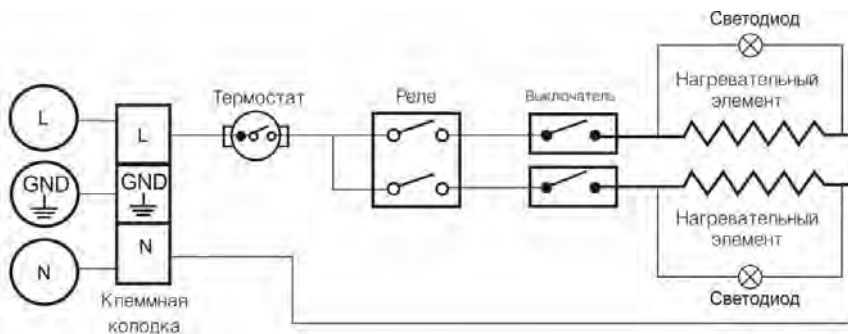 Светодиод
Нагревательный
элемент
Термостат
Реле
Выключатель
L
L
GND
GND
N
N
Нагревательный
элемент
Светодиод
Клеммная
колодка